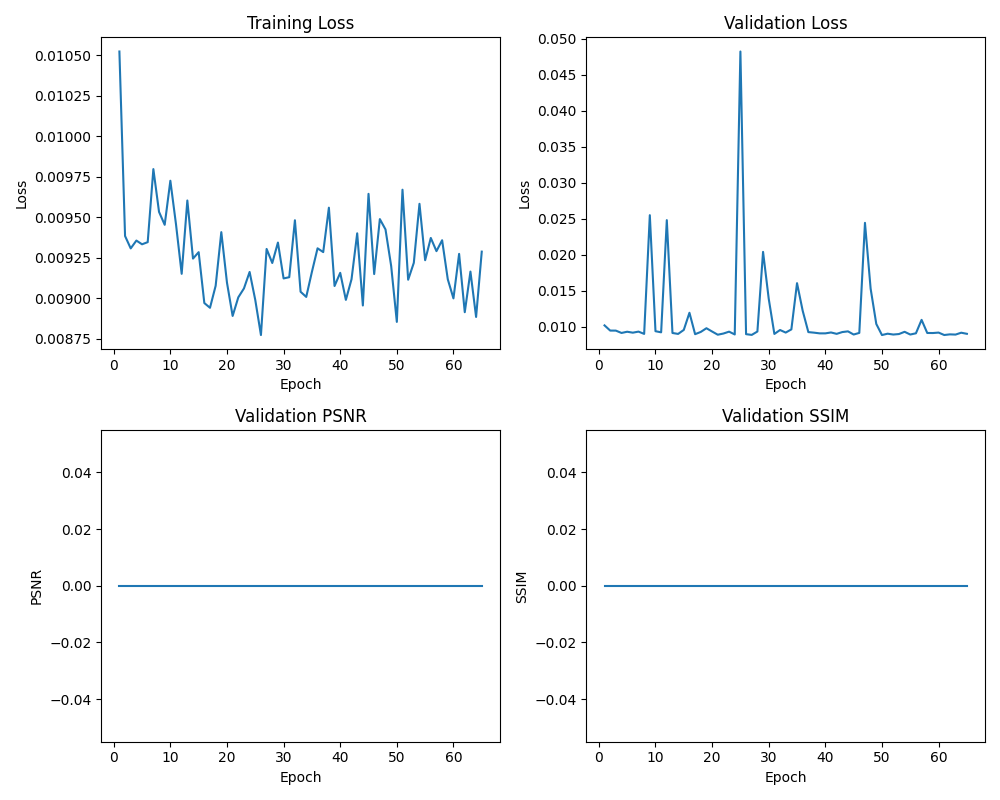 Training Loss
Validation Loss
0.01050
0.01025
0.01000
0.00975
0.00950
0.00925
0.00900
0.00875
Loss
0 10 20 30 40 50 60
Epoch
0.050
0.045
0.040
0.035
0.030
0.025
0.020
0.015
0.010
Loss
0 10 20 30 40 50 60
Epoch
Validation PSNR
Validation SSIM
0.04
0.02
0.00
−0.02
−0.04
PSNR
0 10 20 30 40 50 60
Epoch
0.04
0.02
0.00
−0.02
−0.04
SSIM
0 10 20 30 40 50 60
Epoch